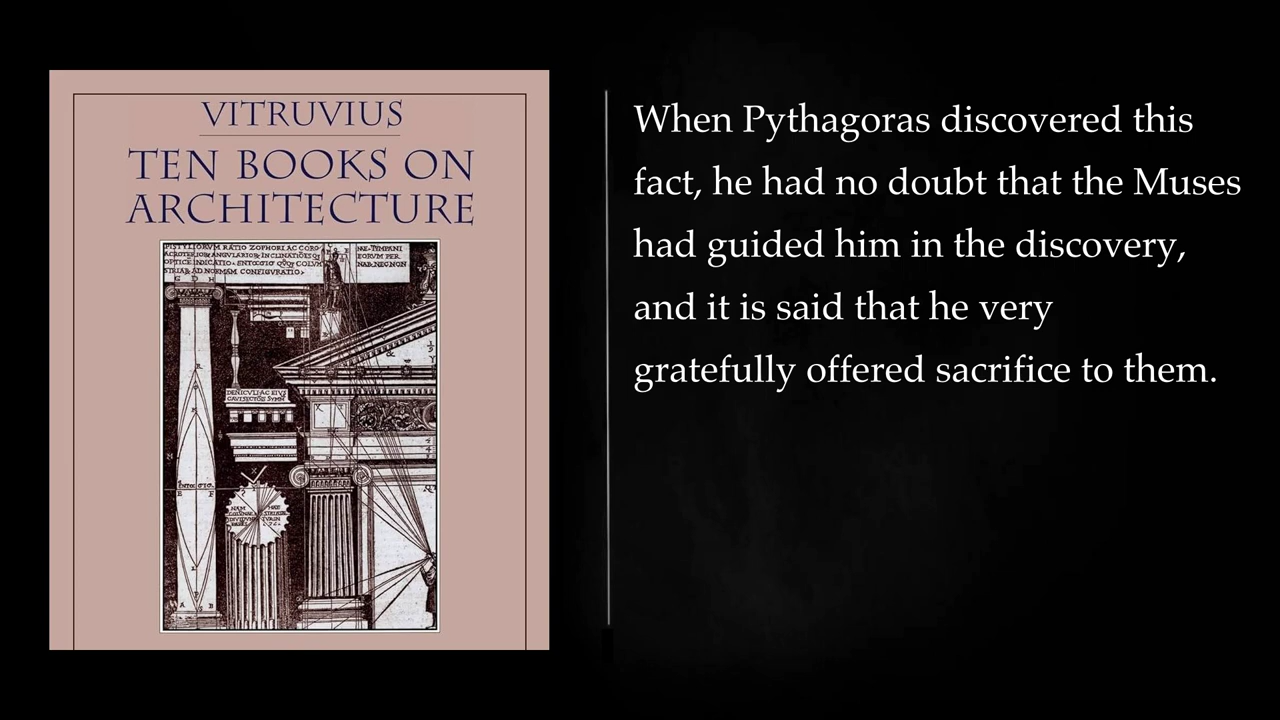 VITRUVIUS
TEN BOOKS ON
ARCHITECTURE
When Pythagoras discovered this
fact, he had no doubt that the Muses
had guided him in the discovery,
and it is said that he very
gratefully offered sacrifice to them.